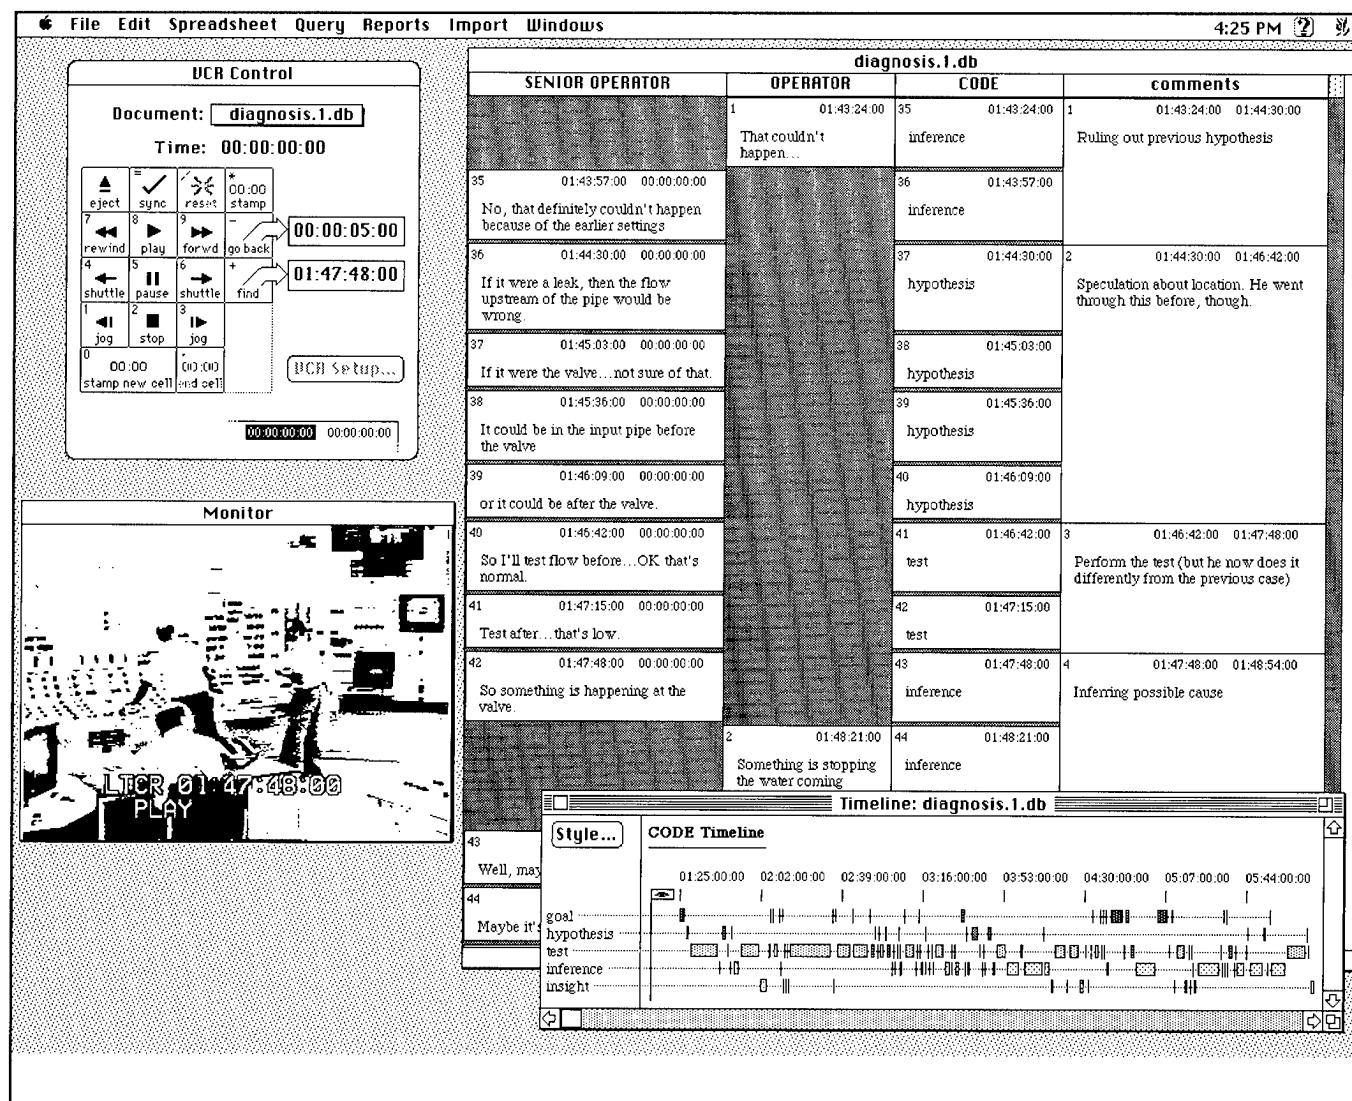 File Edit Spreadsheet Query Reports Import Windows
4:25 PM
VCR Control
Document: diagnosis.1.db
Time: 00:00:00:00
eject
=
sync
reset
*
00:00
stamp
7
rewind
8
play
9
forwd
-
go back
00:00:05:00
4
shuttle
5
pause
6
shuttle
+
find
01:47:48:00
1
jog
2
stop
3
jog
0
00:00
stamp new cell
00:00
end cell
VCR Setup...
00:00:00:00 00:00:00:00
Monitor
LTCR 01:47:48:00
PLAY
diagnosis.1.db
SENIOR OPERATOR
35 01:43:57:00 00:00:00:00
No, that definitely couldn't happen
because of the earlier settings
36 01:44:30:00 00:00:00:00
If it were a leak, then the flow
upstream of the pipe would be
wrong.
37 01:45:03:00 00:00:00:00
If it were the valve...not sure of that.
38 01:45:36:00 00:00:00:00
It could be in the input pipe before
the valve
39 01:46:09:00 00:00:00:00
or it could be after the valve.
40 01:46:42:00 00:00:00:00
So I'll test flow before...OK that's
normal.
41 01:47:15:00 00:00:00:00
Test after...that's low.
42 01:47:48:00 00:00:00:00
So something is happening at the
valve.
43
Well, may
44
Maybe it's
OPERATOR
1 01:43:24:00
That couldn't
happen...
2 01:48:21:00
Something is stopping
the water coming
CODE
35 01:43:24:00
inference
36 01:43:57:00
inference
37 01:44:30:00
hypothesis
38 01:45:03:00
hypothesis
39 01:45:36:00
hypothesis
40 01:46:09:00
hypothesis
41 01:46:42:00
test
42 01:47:15:00
test
43 01:47:48:00
inference
44 01:48:21:00
inference
comments
1 01:43:24:00 01:44:30:00
Ruling out previous hypothesis
2 01:44:30:00 01:46:42:00
Speculation about location. He went
through this before, though.
3 01:46:42:00 01:47:48:00
Perform the test (but he now does it
differently from the previous case)
4 01:47:48:00 01:48:54:00
Inferring possible cause
Timeline: diagnosis.1.db
Style...
CODE Timeline
01:25:00:00 02:02:00:00 02:39:00:00 03:16:00:00 03:53:00:00 04:30:00:00 05:07:00:00 05:44:00:00
goal
hypothesis
test
inference
insight